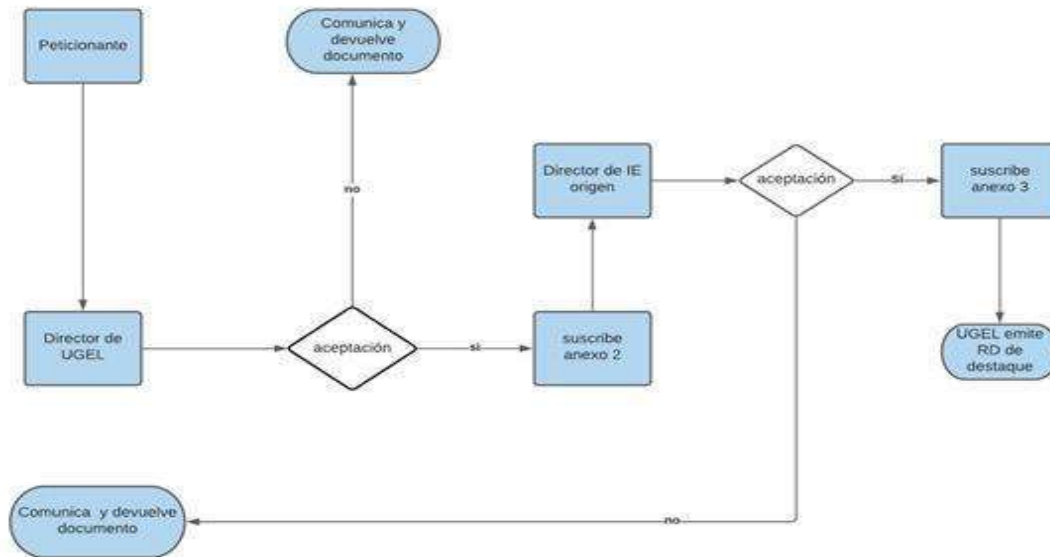 Peticionante
Comunica y
devuelve
documento
no
Director de
UGEL
aceptación
si
suscribe
anexo 2
Director de IE
origen
aceptación
Si
suscribe
anexo 3
UGEL emite
RD de
destaque
no
Comunica y devuelve
documento